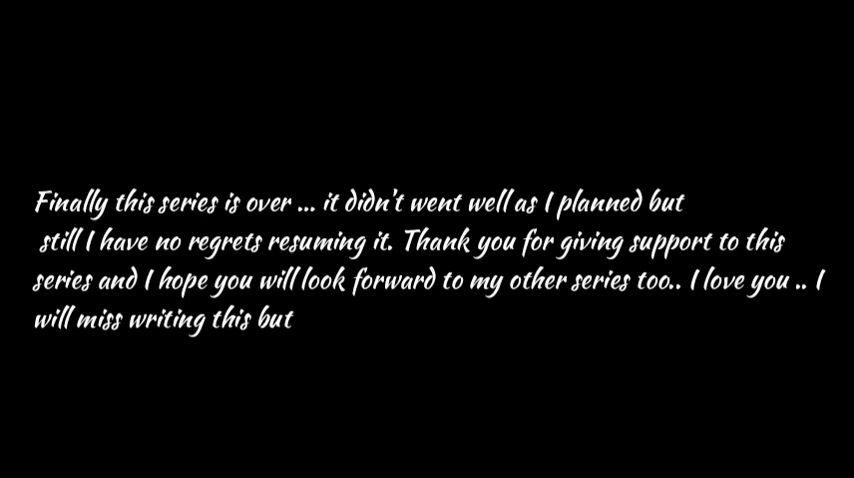 Finally this series is over ... it didn't went well as I planned but
still I have no regrets resuming it. Thank you for giving support to this
series and I hope you will look forward to my other series too.. I love you .. I
will miss writing this but